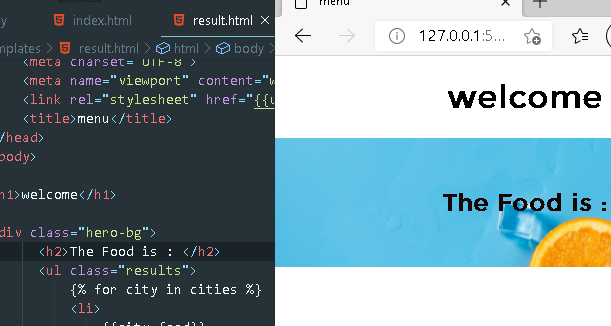 y index.html result.html
mplates > result.html > html > body
<meta charset="UTF-8">
<meta name="viewport" content="w
<link rel="stylesheet" href="{{u
<title>menu</title>
/head>
body>
h1>welcome</h1>
div class="hero-bg">
<h2>The Food is : </h2>
<ul class="results">
{% for city in cities %}
<li>
{{city.food}}
menu
127.0.0.1:5...
welcome
The Food is :